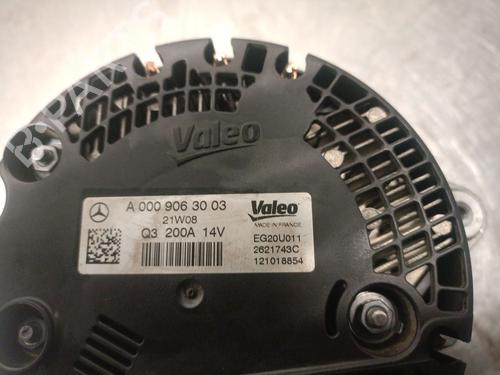 Valeo
A 000 906 30 03
21W08
Q3 200A 14V
Valeo
MADE IN FRANCE
EG20U011
2621743C
121018854